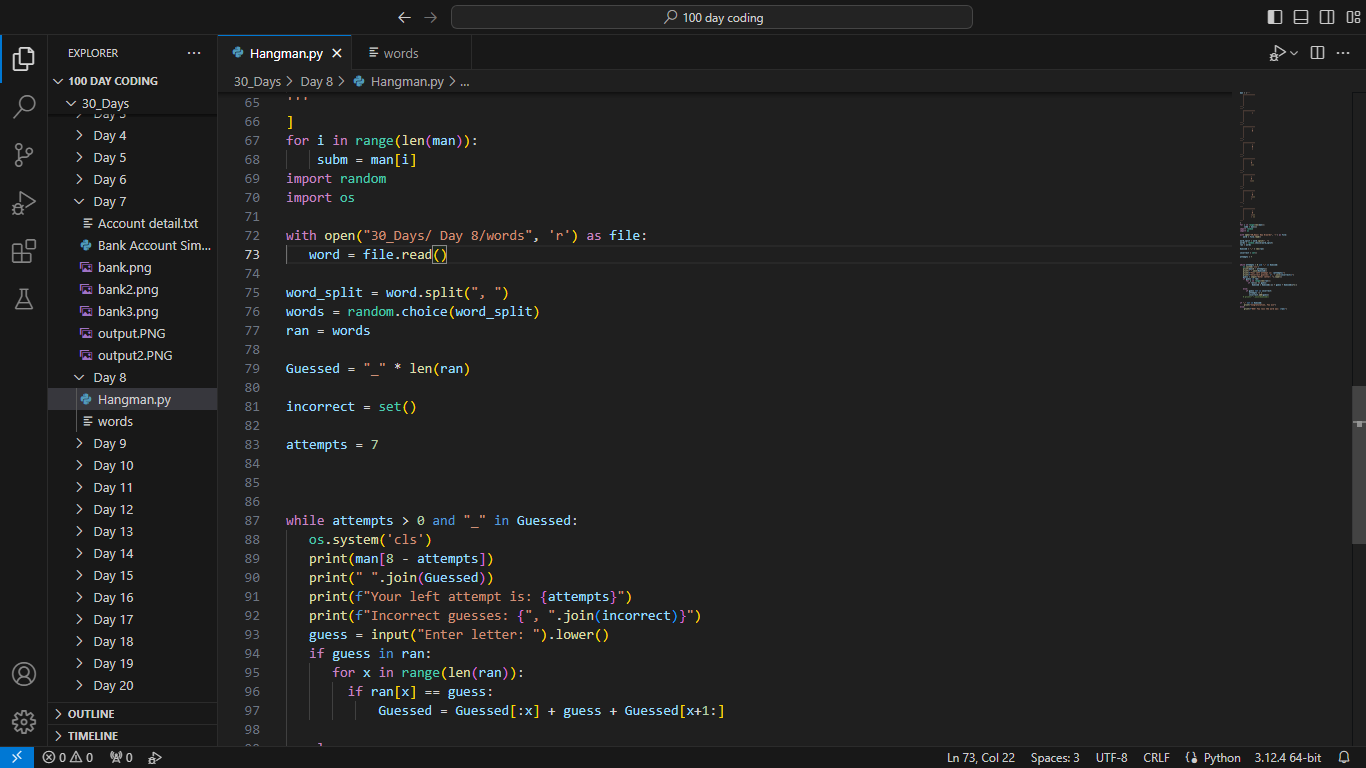 100 day coding
EXPLORER
100 DAY CODING
30_Days
Day 3
Day 4
Day 5
Day 6
Day 7
Account detail.txt
Bank Account Sim...
bank.png
bank2.png
bank3.png
output.PNG
output2.PNG
Day 8
Hangman.py
words
Day 9
Day 10
Day 11
Day 12
Day 13
Day 14
Day 15
Day 16
Day 17
Day 18
Day 19
Day 20
OUTLINE
TIMELINE
Hangman.py words
30_Days > Day 8 > Hangman.py > ...
65 '''
66 ]
67 for i in range(len(man)):
68 subm = man[i]
69 import random
70 import os
71
72 with open("30_Days/ Day 8/words", 'r') as file:
73 word = file.read()
74
75 word_split = word.split(", ")
76 words = random.choice(word_split)
77 ran = words
78
79 Guessed = "_" * len(ran)
80
81 incorrect = set()
82
83 attempts = 7
84
85
86
87 while attempts > 0 and "_" in Guessed:
88 os.system('cls')
89 print(man[8 - attempts])
90 print(" ".join(Guessed))
91 print(f"Your left attempt is: {attempts}")
92 print(f"Incorrect guesses: {", ".join(incorrect)}")
93 guess = input("Enter letter: ").lower()
94 if guess in ran:
95 for x in range(len(ran)):
96 if ran[x] == guess:
97 Guessed = Guessed[:x] + guess + Guessed[x+1:]
98
0 0 0 Ln 73, Col 22 Spaces: 3 UTF-8 CRLF Python 3.12.4 64-bit